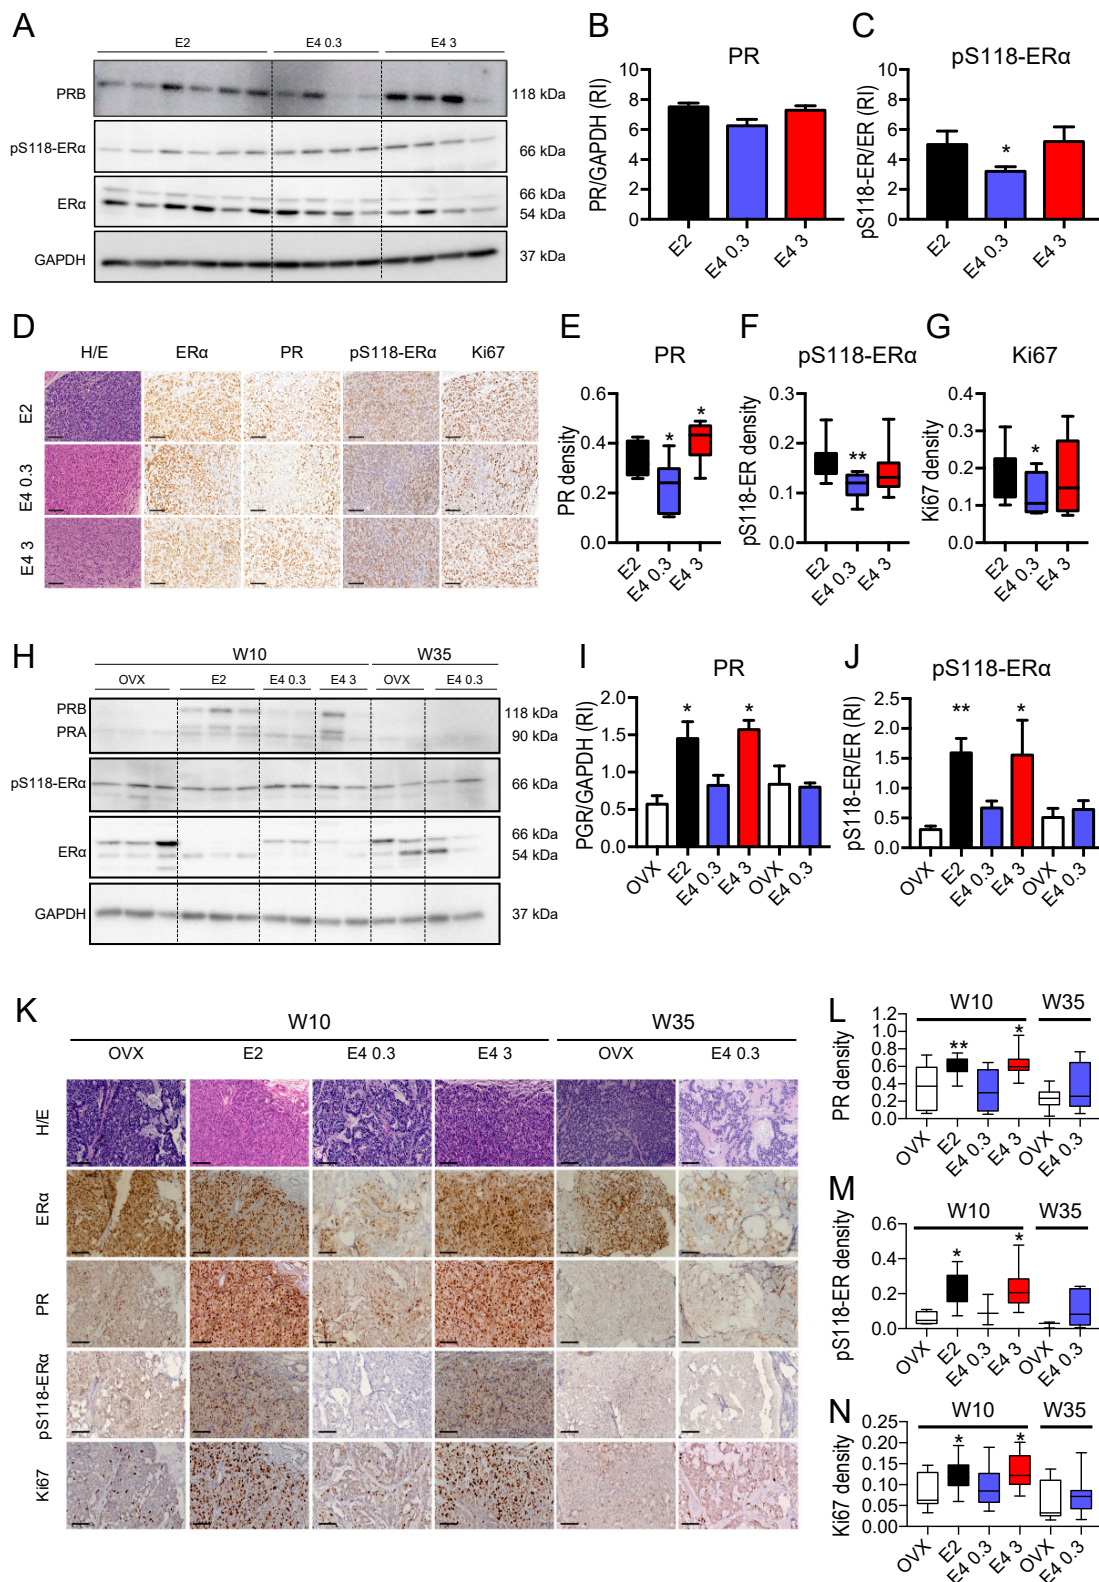 A
E2
E4 0.3
E4 3
PRB
118 kDa
pS118-ERα
66 kDa
ERα
66 kDa
54 kDa
GAPDH
37 kDa
B
PR
PR/GAPDH (RI)
8
6
4
2
0
E2
E4 0.3
E4 3
C
pS118-ERα
pS118-ER/ER (RI)
10
8
6
4
2
0
*
E2
E4 0.3
E4 3
D
H/E
ERα
PR
pS118-ERα
Ki67
E2
E4 0.3
E4 3
E
PR
PR density
0.6
0.4
0.2
0.0
*
*
E2
E4 0.3
E4 3
F
pS118-ERα
pS118-ER density
0.3
0.2
0.1
0.0
**
E2
E4 0.3
E4 3
G
Ki67
Ki67 density
0.4
0.3
0.2
0.1
0.0
*
E2
E4 0.3
E4 3
H
W10
W35
OVX
E2
E4 0.3
E4 3
OVX
E4 0.3
PRB
118 kDa
PRA
90 kDa
pS118-ERα
66 kDa
ERα
66 kDa
54 kDa
GAPDH
37 kDa
I
PR
PGR/GAPDH (RI)
2.0
1.5
1.0
0.5
0.0
*
*
OVX
E2
E4 0.3
E4 3
OVX
E4 0.3
J
pS118-ERα
pS118-ER/ER (RI)
2.5
2.0
1.5
1.0
0.5
0.0
**
*
OVX
E2
E4 0.3
E4 3
OVX
E4 0.3
K
W10
W35
OVX
E2
E4 0.3
E4 3
OVX
E4 0.3
H/E
ERα
PR
pS118-ERα
Ki67
L
W10
W35
PR density
1.2
1.0
0.8
0.6
0.4
0.2
0.0
**
*
OVX
E2
E4 0.3
E4 3
OVX
E4 0.3
M
W10
W35
pS118-ER density
0.6
0.4
0.2
0.0
*
*
OVX
E2
E4 0.3
E4 3
OVX
E4 0.3
N
W10
W35
Ki67 density
0.25
0.20
0.15
0.10
0.05
0.00
*
*
OVX
E2
E4 0.3
E4 3
OVX
E4 0.3